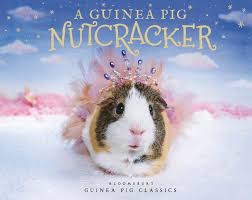 A GUINEA PIG
NUTCRACKER
BLOOMSBURY
GUINEA PIG CLASSICS